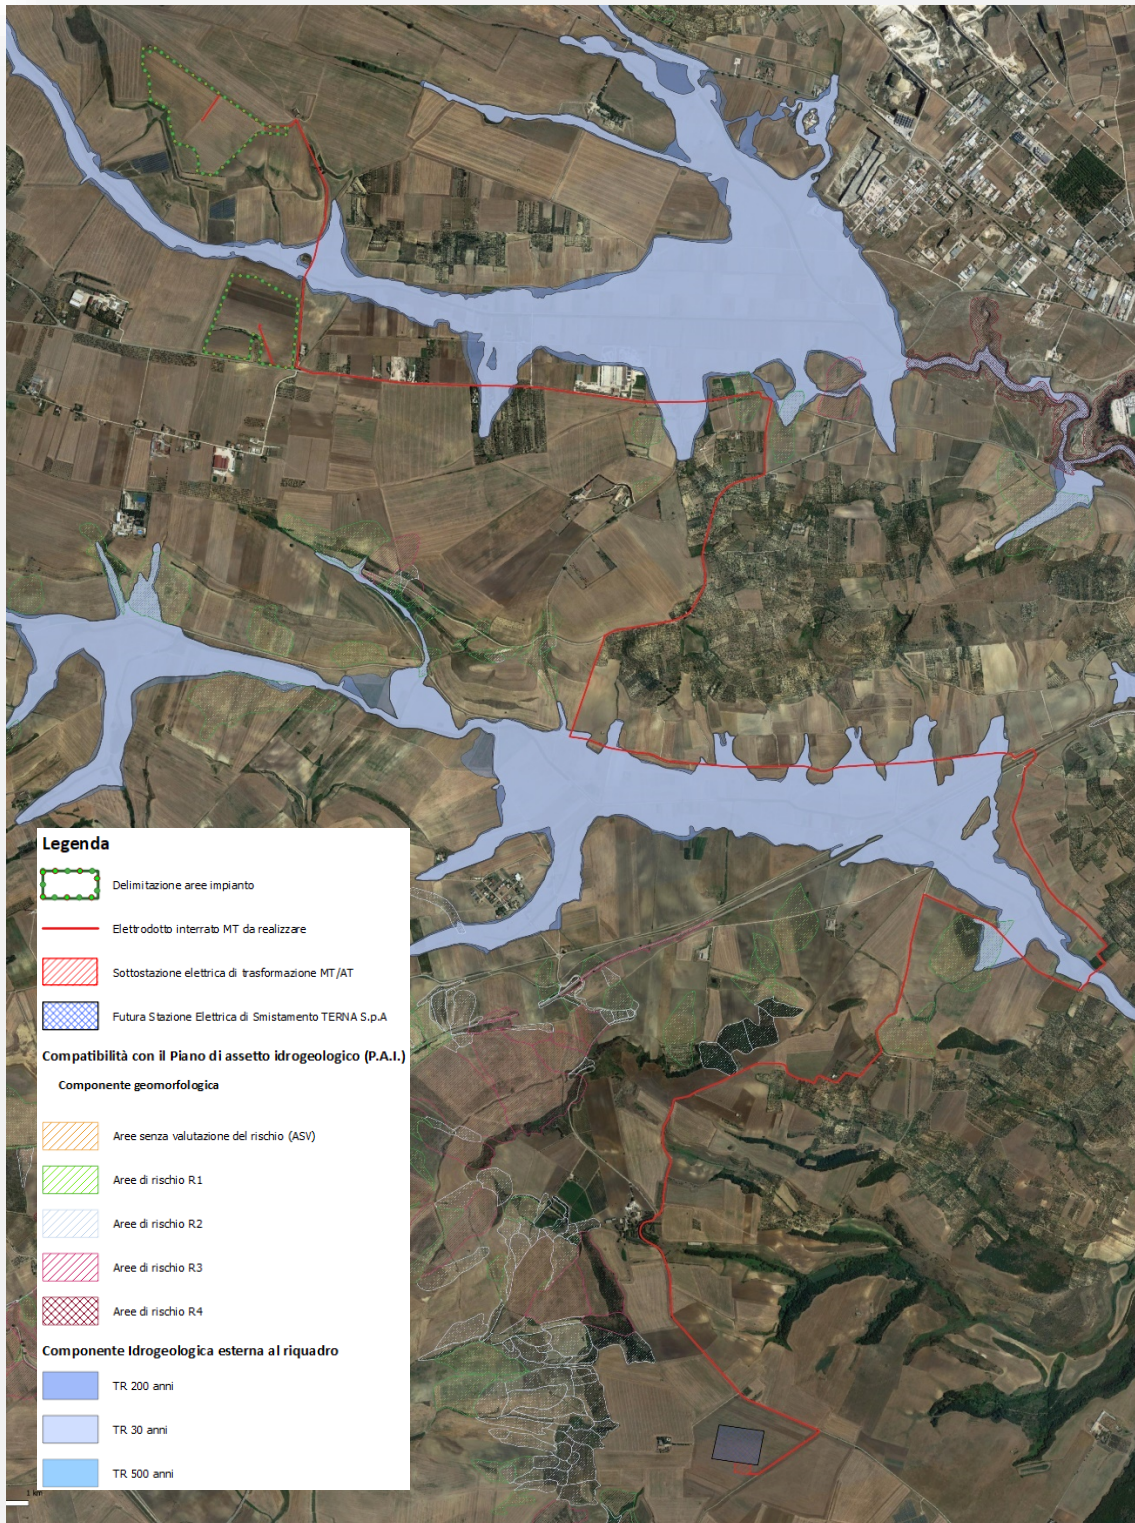 Legenda
Delimitazione aree impianto
Elettrodotto interrato MT da realizzare
Sottostazione elettrica di trasformazione MT/AT
Futura Stazione Elettrica di Smistamento TERNA S.p.A
Compatibilità con il Piano di assetto idrogeologico (P.A.I.)
Componente geomorfologica
Aree senza valutazione del rischio (ASV)
Aree di rischio R1
Aree di rischio R2
Aree di rischio R3
Aree di rischio R4
Componente Idrogeologica esterna al riquadro
TR 200 anni
TR 30 anni
TR 500 anni
1 km